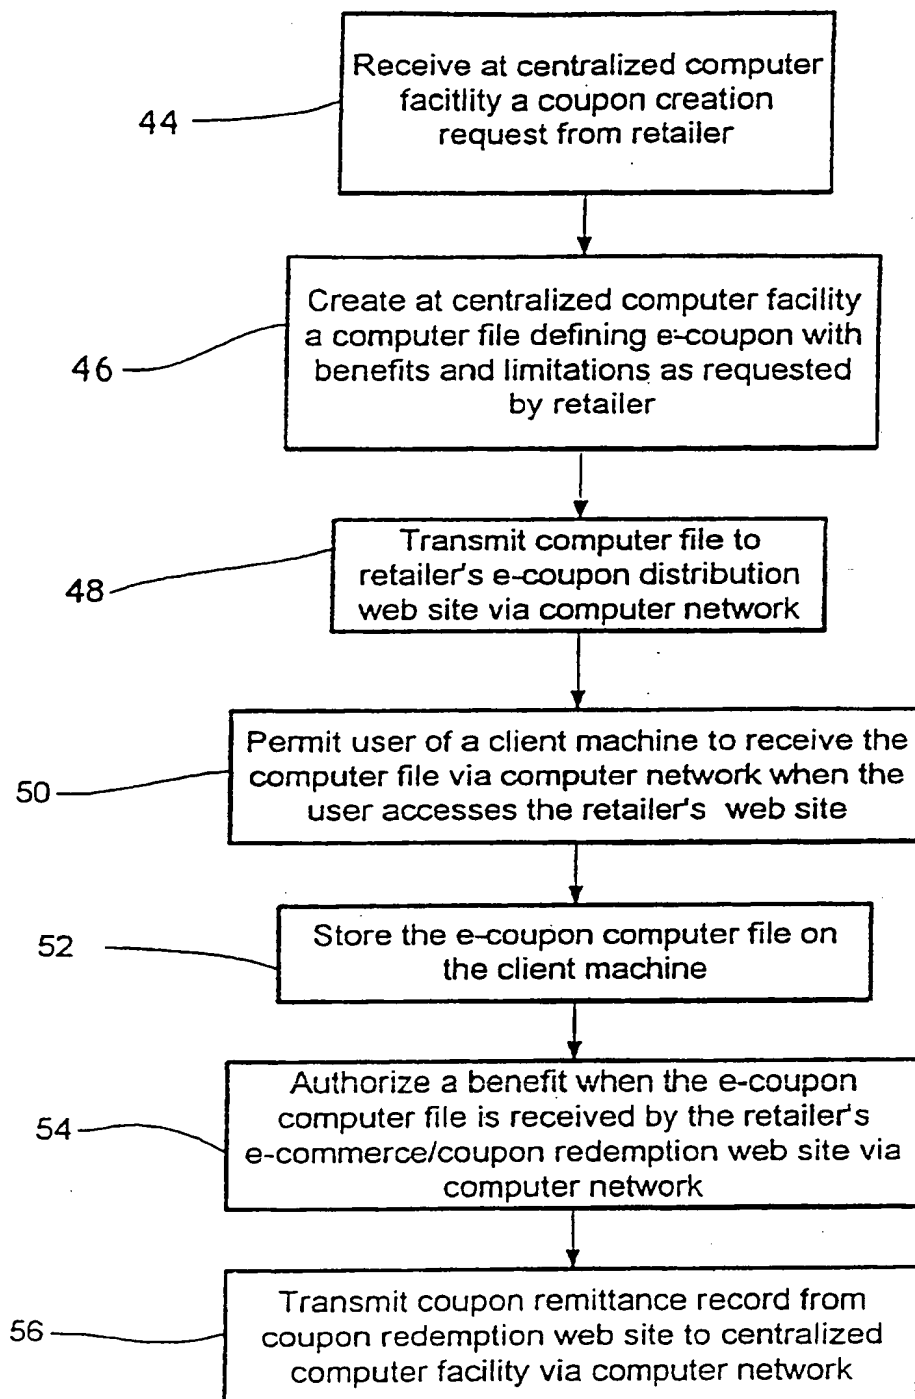 Receive at centralized computer
facitlity a coupon creation
request from retailer
44
Create at centralized computer facility
a computer file defining e-coupon with
benefits and limitations as requested
by retailer
46
Transmit computer file to
retailer's e-coupon distribution
web site via computer network
48
Permit user of a client machine to receive the
computer file via computer network when the
user accesses the retailer's web site
50
Store the e-coupon computer file on
the client machine
52
Authorize a benefit when the e-coupon
computer file is received by the retailer's
e-commerce/coupon redemption web site via
computer network
54
Transmit coupon remittance record from
coupon redemption web site to centralized
computer facility via computer network
56